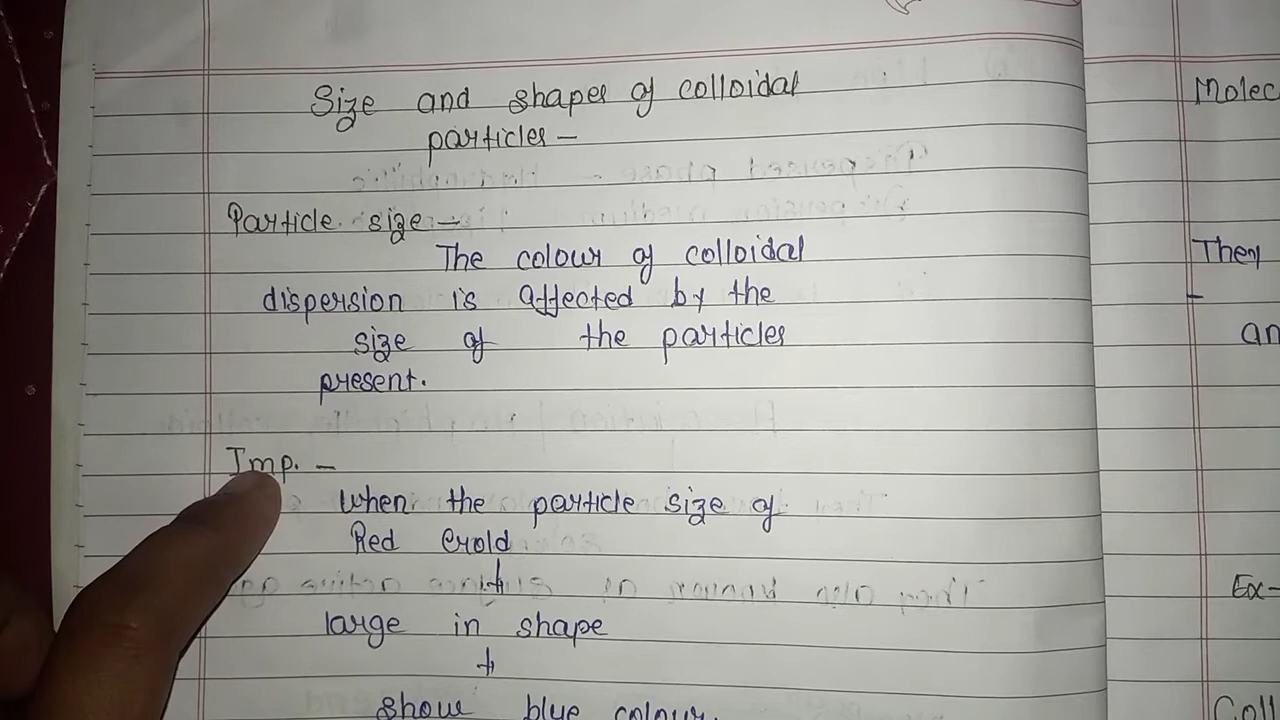 Size and shapes of colloidal
particles -
Particle size -
The colour of colloidal
dispersion is affected by the
size of the particles
present.
Imp. -
when the particle size of
Red Gold
↓
large in shape
↓
show blue colour.
Molec
They
an
Ex-
Coll